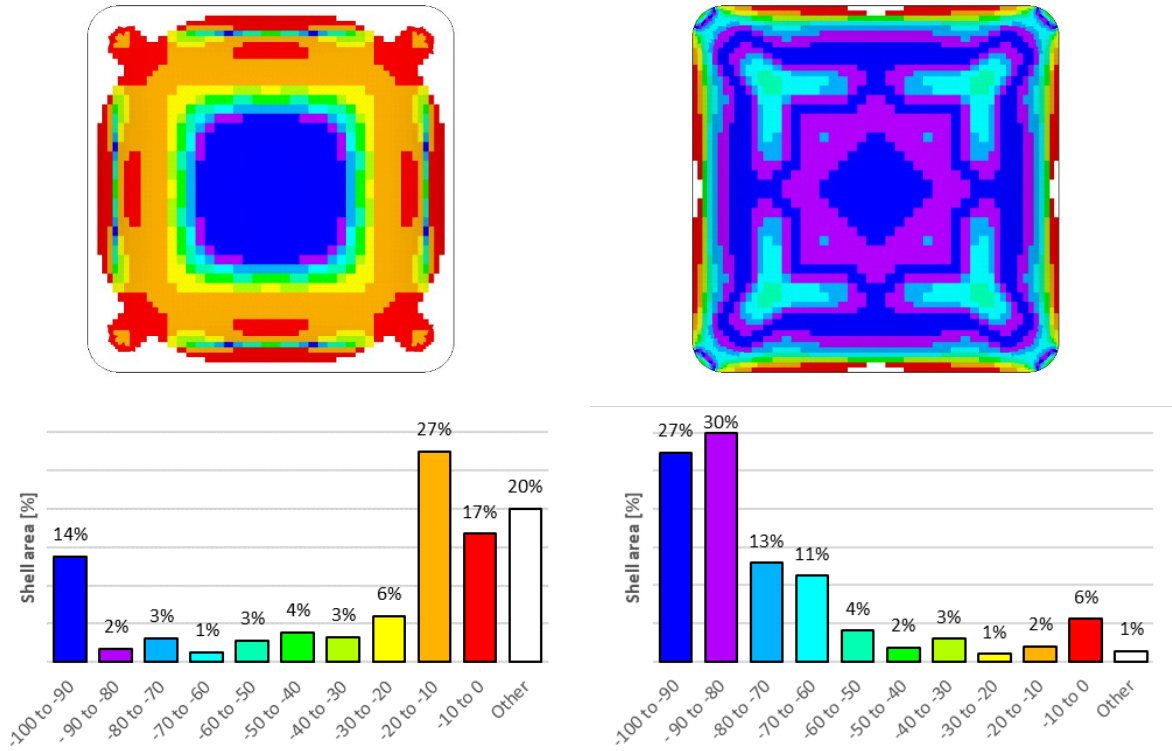 27%
20%
17%
14%
6%
4%
3%
3%
3%
2%
1%
Shell area [%]
-100 to -90
- 90 to -80
-80 to -70
-70 to -60
-60 to -50
-50 to -40
-40 to -30
-30 to -20
-20 to -10
-10 to 0
Other
27%
30%
13%
11%
4%
2%
3%
1%
2%
6%
1%
Shell area [%]
-100 to -90
- 90 to -80
-80 to -70
-70 to -60
-60 to -50
-50 to -40
-40 to -30
-30 to -20
-20 to -10
-10 to 0
Other